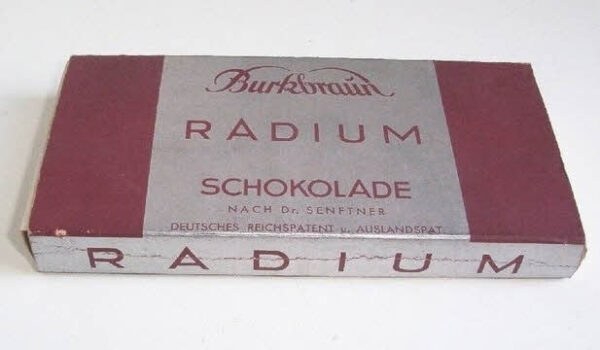 Burkbraun
RADIUM
SCHOKOLADE
NACH Dr. SENFTNER
DEUTSCHES REICHSPATENT u. AUSLANDSPAT.
RADIUM